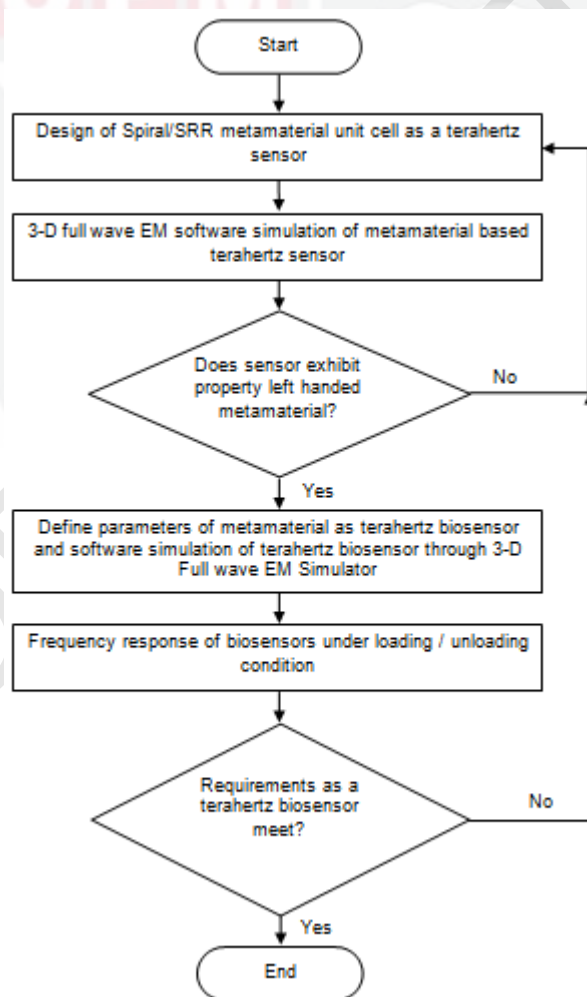 Start
Design of Spiral/SRR metamaterial unit cell as a terahertz
sensor
3-D full wave EM software simulation of metamaterial based
terahertz sensor
Does sensor exhibit
property left handed
metamaterial?
No
Yes
Define parameters of metamaterial as terahertz biosensor
and software simulation of terahertz biosensor through 3-D
Full wave EM Simulator
Frequency response of biosensors under loading / unloading
condition
Requirements as a
terahertz biosensor
meet?
No
Yes
End